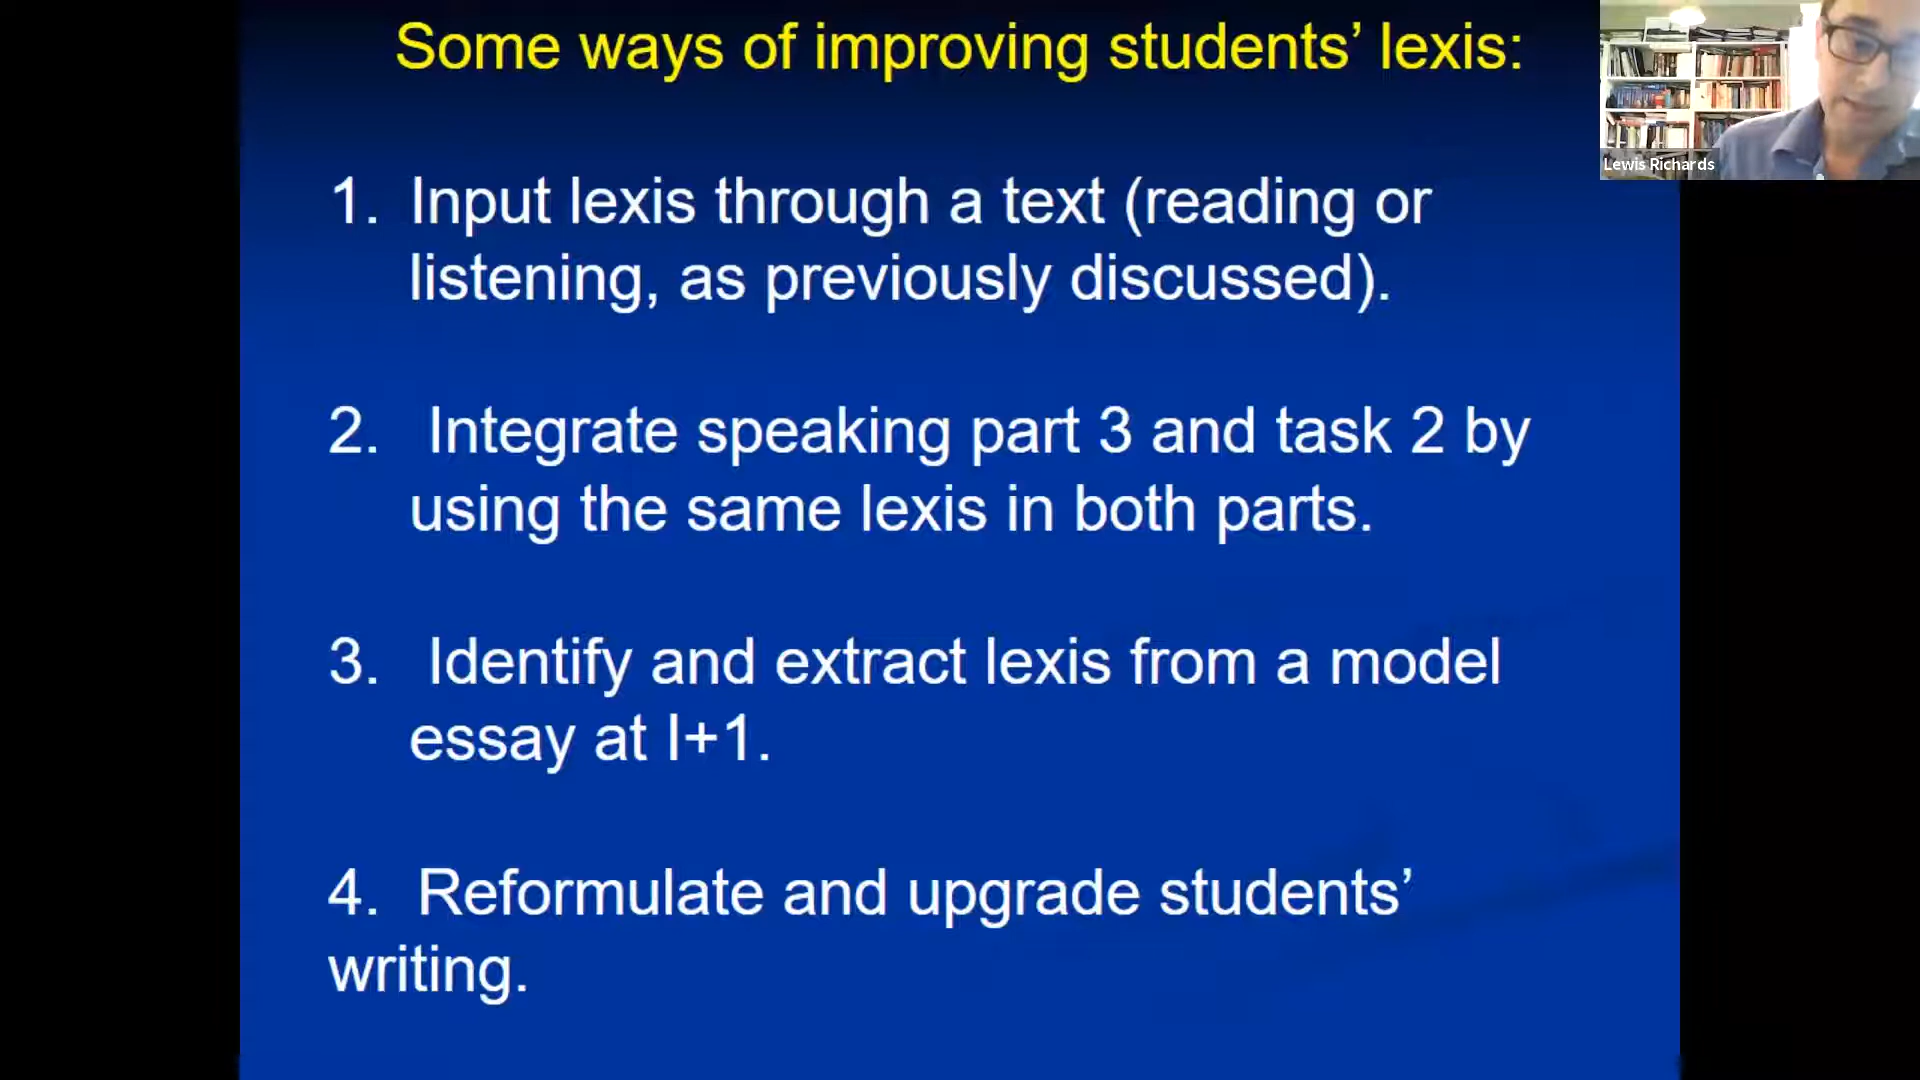 Some ways of improving students’ lexis:
Lewis Richards
1. Input lexis through a text (reading or
listening, as previously discussed).
2. Integrate speaking part 3 and task 2 by
using the same lexis in both parts.
3. Identify and extract lexis from a model
essay at I+1.
4. Reformulate and upgrade students’
writing.